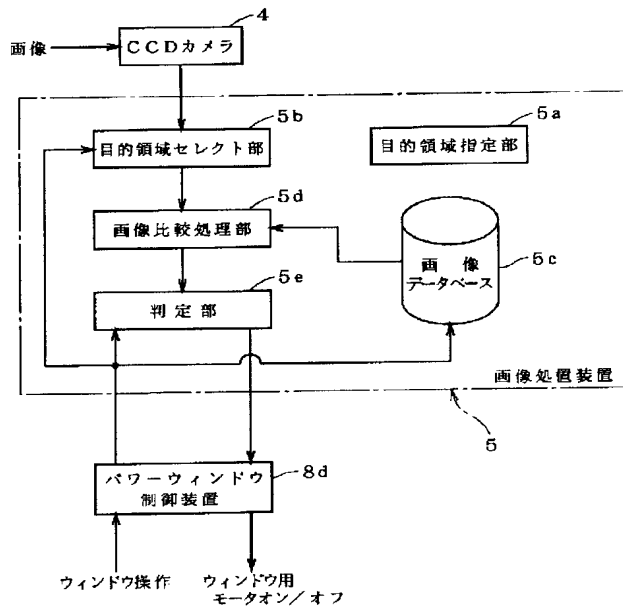 4
画像
CCDカメラ
5b
5a
目的領域セレクト部
目的領域指定部
5d
画像比較処理部
5e
画像
データベース
5c
判定部
画像処置装置
5
8d
パワーウィンドウ
制御装置
ウィンドウ操作
ウィンドウ用
モータオン/オフ